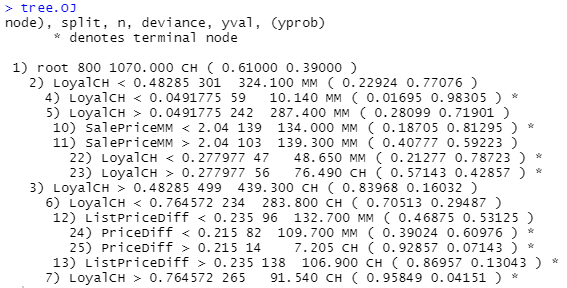 > tree.OJ
node), split, n, deviance, yval, (yprob)
      * denotes terminal node

 1) root 800 1070.000 CH ( 0.61000 0.39000 )
   2) LoyalCH < 0.48285 301  324.100 MM ( 0.22924 0.77076 )
     4) LoyalCH < 0.0491775 59   10.140 MM ( 0.01695 0.98305 ) *
     5) LoyalCH > 0.0491775 242  287.400 MM ( 0.28099 0.71901 )
      10) SalePriceMM < 2.04 139  134.000 MM ( 0.18705 0.81295 ) *
      11) SalePriceMM > 2.04 103  139.300 MM ( 0.40777 0.59223 )
        22) LoyalCH < 0.277977 47   48.650 MM ( 0.21277 0.78723 ) *
        23) LoyalCH > 0.277977 56   76.490 CH ( 0.57143 0.42857 ) *
   3) LoyalCH > 0.48285 499  439.300 CH ( 0.83968 0.16032 )
     6) LoyalCH < 0.764572 234  283.800 CH ( 0.70513 0.29487 )
      12) ListPriceDiff < 0.235 96  132.700 MM ( 0.46875 0.53125 )
        24) PriceDiff < 0.215 82  109.700 MM ( 0.39024 0.60976 ) *
        25) PriceDiff > 0.215 14    7.205 CH ( 0.92857 0.07143 ) *
      13) ListPriceDiff > 0.235 138  106.900 CH ( 0.86957 0.13043 ) *
     7) LoyalCH > 0.764572 265   91.540 CH ( 0.95849 0.04151 ) *